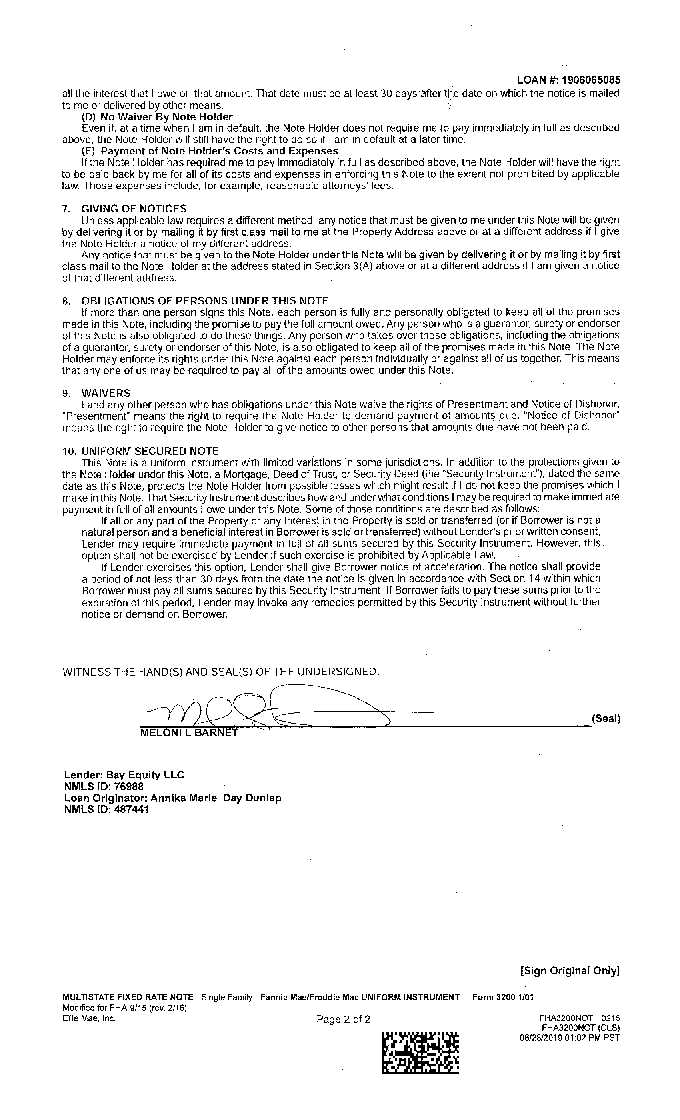 LOAN #: 1906065085
all the interest that I owe on that amount. That date must be at least 30 days after the date on which the notice is mailed
to me or delivered by other means.
(D) No Waiver By Note Holder
Even if, at a time when I am in default, the Note Holder does not require me to pay immediately in full as described
above, the Note Holder will still have the right to do so if I am in default at a later time.
(E) Payment of Note Holder's Costs and Expenses
If the Note Holder has required me to pay immediately in full as described above, the Note Holder will have the right
to be paid back by me for all of its costs and expenses in enforcing this Note to the extent not prohibited by applicable
law. Those expenses include, for example, reasonable attorneys' fees.
7. GIVING OF NOTICES
Unless applicable law requires a different method, any notice that must be given to me under this Note will be given
by delivering it or by mailing it by first class mail to me at the Property Address above or at a different address if I give
the Note Holder a notice of my different address.
Any notice that must be given to the Note Holder under this Note will be given by delivering it or by mailing it by first
class mail to the Note Holder at the address stated in Section 3(A) above or at a different address if I am given a notice
of that different address.
8. OBLIGATIONS OF PERSONS UNDER THIS NOTE
If more than one person signs this Note, each person is fully and personally obligated to keep all of the promises
made in this Note, including the promise to pay the full amount owed. Any person who is a guarantor, surety or endorser
of this Note is also obligated to do these things. Any person who takes over these obligations, including the obligations
of a guarantor, surety or endorser of this Note, is also obligated to keep all of the promises made in this Note. The Note
Holder may enforce its rights under this Note against each person individually or against all of us together. This means
that any one of us may be required to pay all of the amounts owed under this Note.
9. WAIVERS
I and any other person who has obligations under this Note waive the rights of Presentment and Notice of Dishonor.
"Presentment" means the right to require the Note Holder to demand payment of amounts due. "Notice of Dishonor"
means the right to require the Note Holder to give notice to other persons that amounts due have not been paid.
10. UNIFORM SECURED NOTE
This Note is a uniform instrument with limited variations in some jurisdictions. In addition to the protections given to
the Note Holder under this Note, a Mortgage, Deed of Trust, or Security Deed (the "Security Instrument"), dated the same
date as this Note, protects the Note Holder from possible losses which might result if I do not keep the promises which I
make in this Note. That Security Instrument describes how and under what conditions I may be required to make immediate
payment in full of all amounts I owe under this Note. Some of those conditions are described as follows:
If all or any part of the Property or any Interest in the Property is sold or transferred (or if Borrower is not a
natural person and a beneficial interest in Borrower is sold or transferred) without Lender's prior written consent,
Lender may require immediate payment in full of all sums secured by this Security Instrument. However, this
option shall not be exercised by Lender if such exercise is prohibited by Applicable Law.
If Lender exercises this option, Lender shall give Borrower notice of acceleration. The notice shall provide
a period of not less than 30 days from the date the notice is given in accordance with Section 14 within which
Borrower must pay all sums secured by this Security Instrument. If Borrower fails to pay these sums prior to the
expiration of this period, Lender may invoke any remedies permitted by this Security Instrument without further
notice or demand on Borrower.
WITNESS THE HAND(S) AND SEAL(S) OF THE UNDERSIGNED.
(Seal)
MELONI L BARNET
Lender: Bay Equity LLC
NMLS ID: 76988
Loan Originator: Annika Marie Day Dunlap
NMLS ID: 487441
[Sign Original Only]
MULTISTATE FIXED RATE NOTE Single Family Fannie Mae/Freddie Mac UNIFORM INSTRUMENT Form 3200 1/01
Modified for FHA 9/15 (rev. 2/16)
Ellie Mae, Inc.
Page 2 of 2
FHA3200NOT 0216
FHA3200NOT (CLS)
06/28/2019 01:02 PM PST